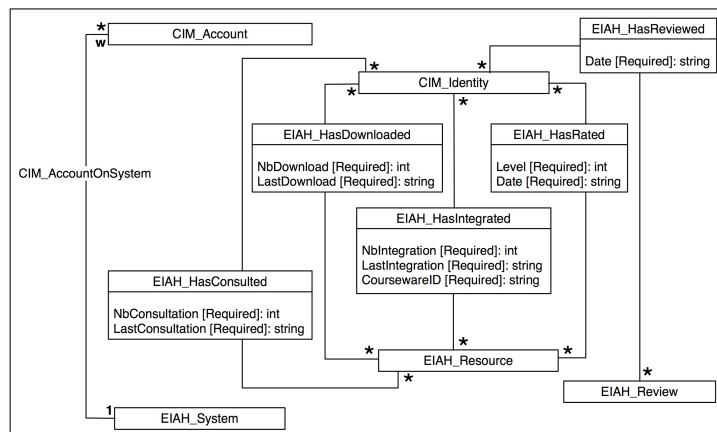 *
w
CIM_Account
EIAH_HasReviewed
Date [Required]: string
*
*
CIM_Identity
*
*
*
EIAH_HasDownloaded
NbDownload [Required]: int
LastDownload [Required]: string
EIAH_HasRated
Level [Required]: int
Date [Required]: string
CIM_AccountOnSystem
EIAH_HasIntegrated
NbIntegration [Required]: int
LastIntegration [Required]: string
CoursewareID [Required]: string
EIAH_HasConsulted
NbConsultation [Required]: int
LastConsultation [Required]: string
*
*
*
EIAH_Resource
*
*
EIAH_Review
1
EIAH_System